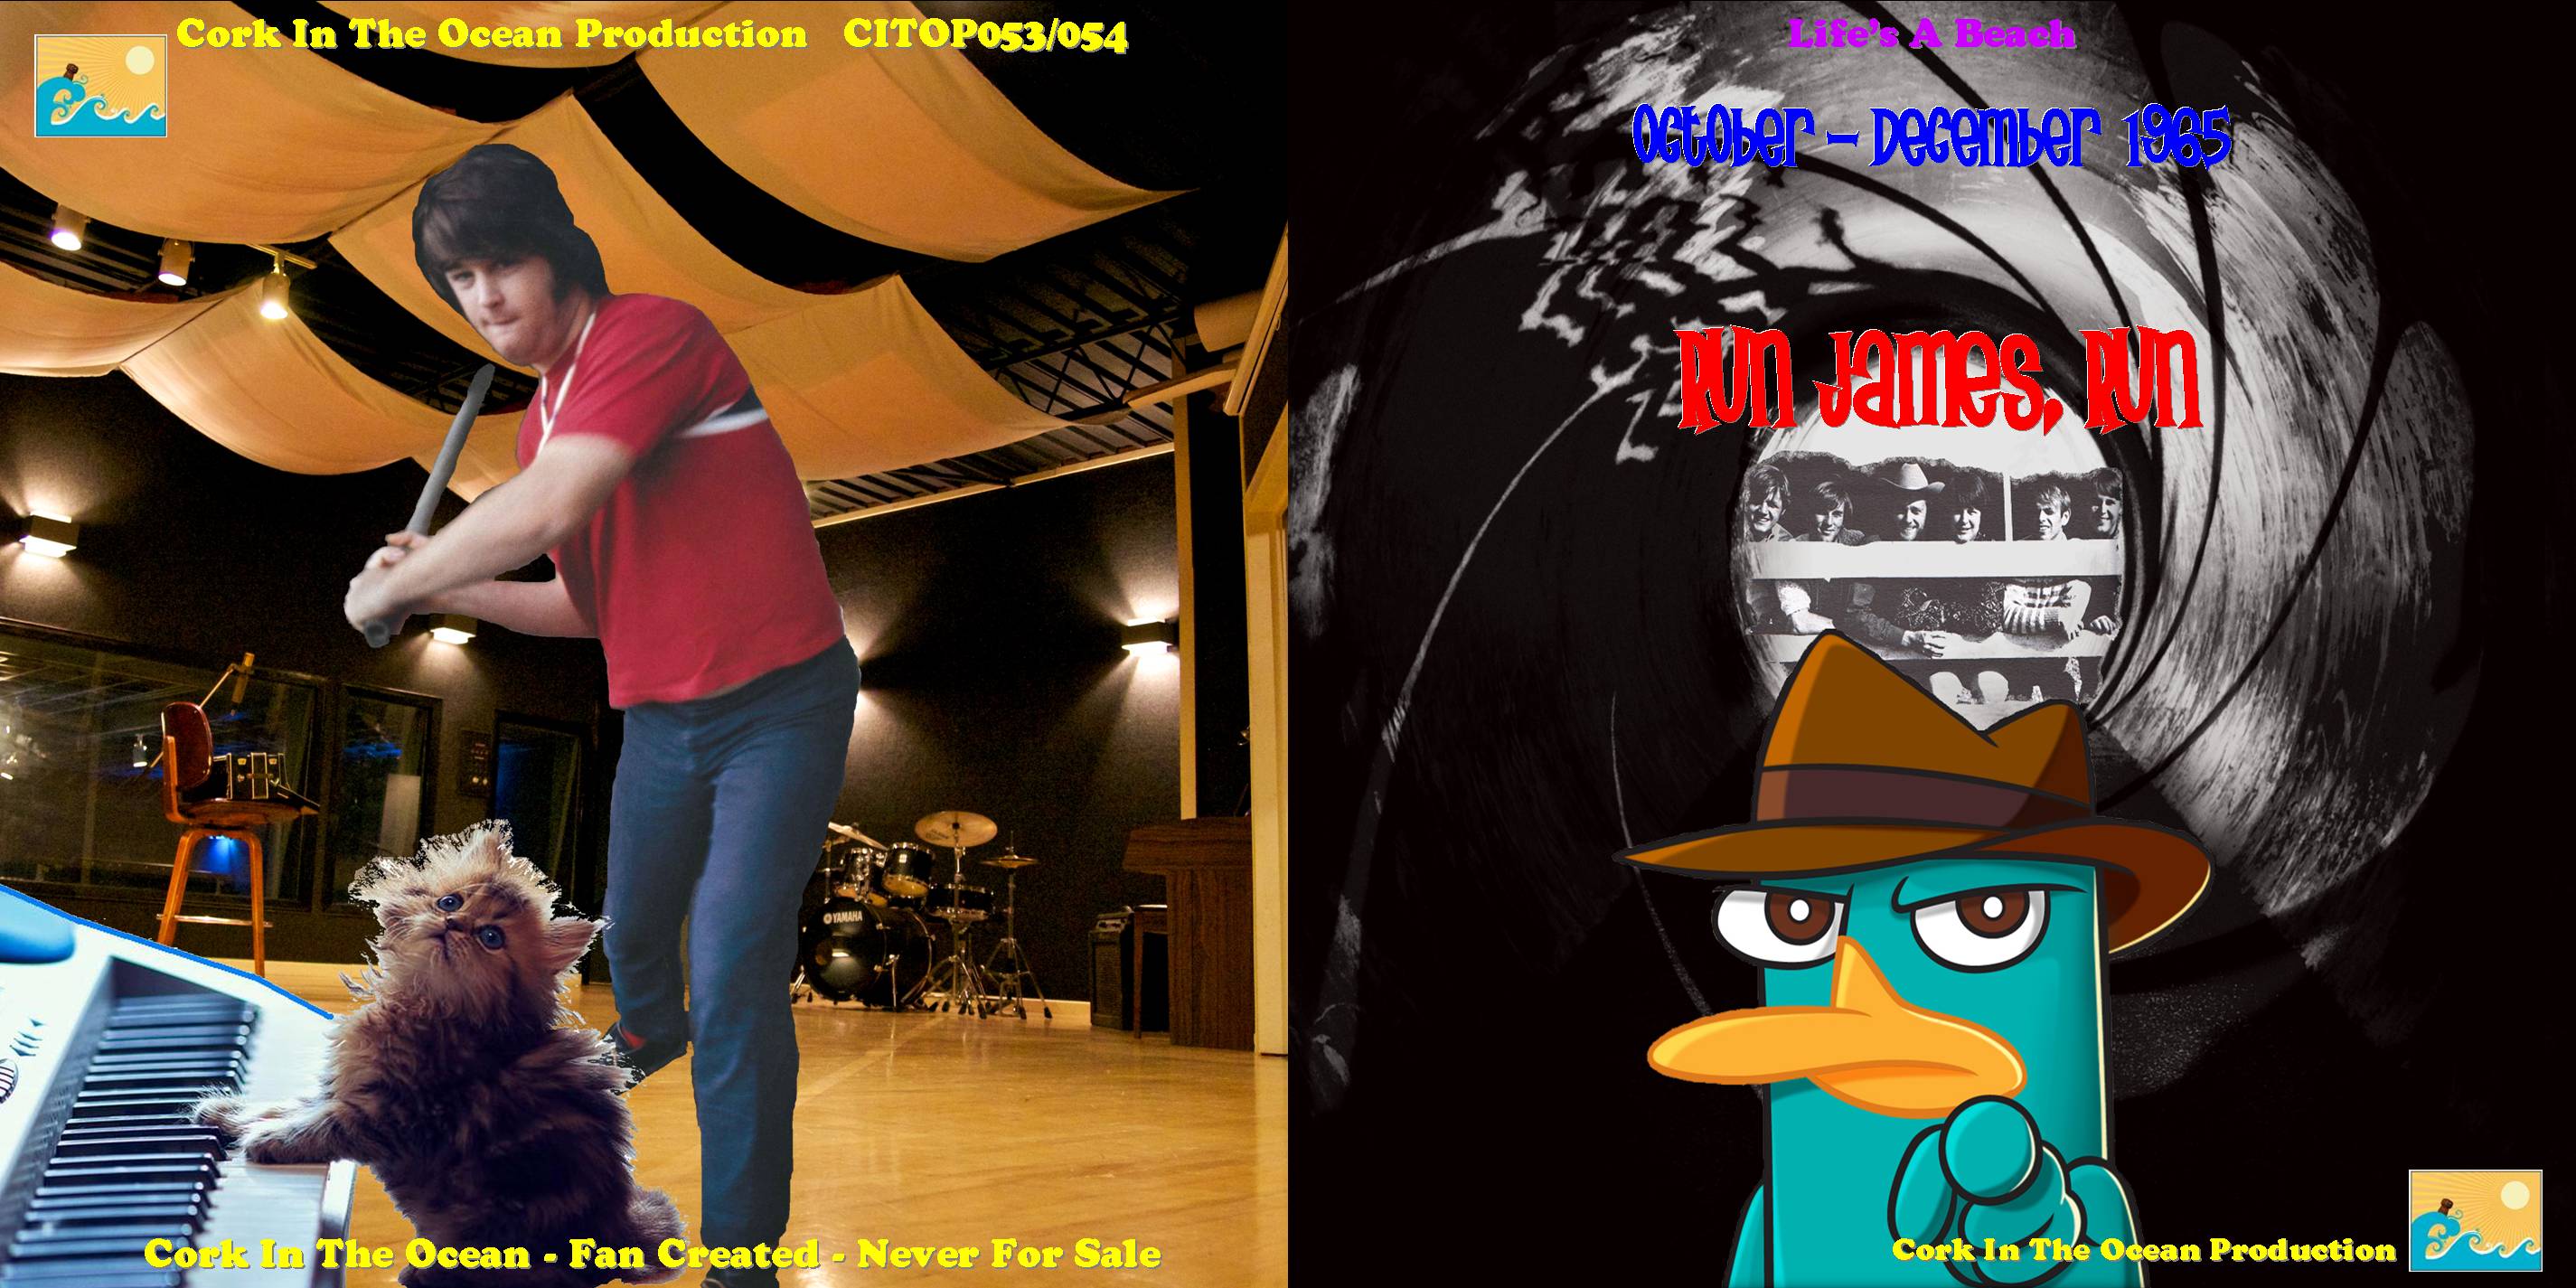 Cork In The Ocean Production CITOP053/054
YAMAHA
Cork In The Ocean - Fan Created - Never For Sale
Life's A Beach
October - December 1965
Run James, Run
Cork In The Ocean Production